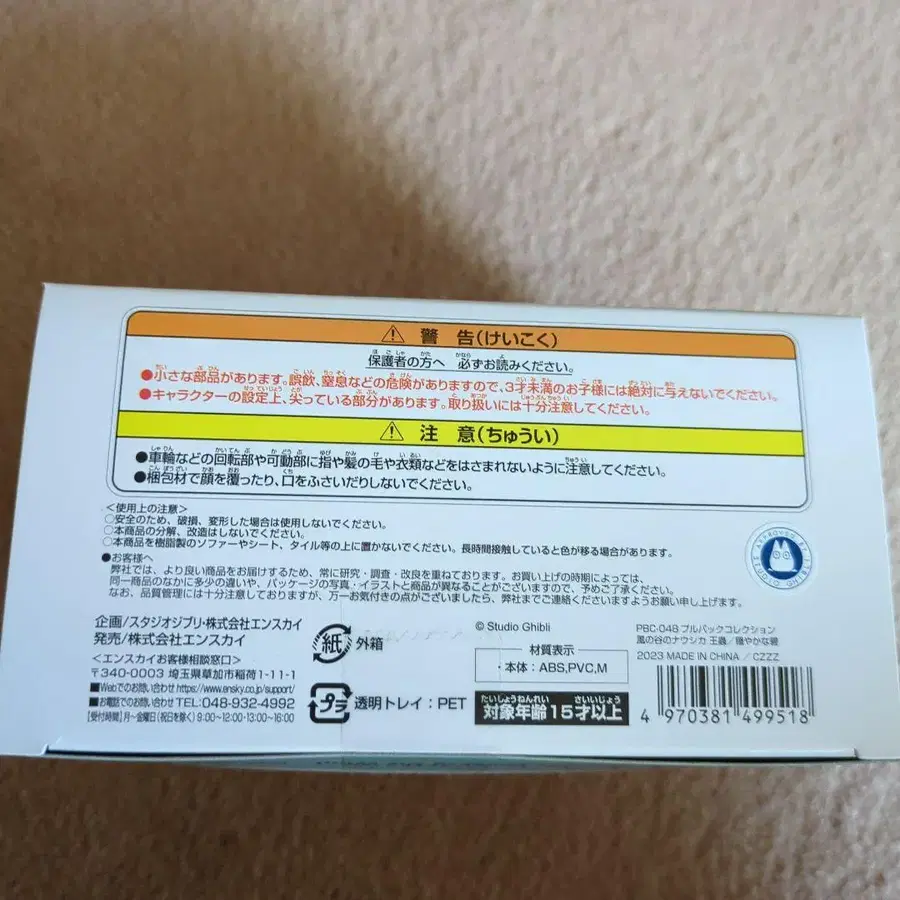 ⚠ 警 告(けいこく)
保護者の方へ 必ずお読みください。
●小さな部品があります。誤飲、窒息などの危険がありますので、3才未満のお子様には絶対に与えないでください。
●キャラクターの設定上、尖っている部分があります。取り扱いには十分注意してください。
⚠ 注 意(ちゅうい)
●車輪などの回転部や可動部に指や髪の毛や衣類などをはさまれないように注意してください。
●梱包材で顔を覆ったり、口をふさいだりしないでください。
<使用上の注意>
○安全のため、破損、変形した場合は使用しないでください。
○本商品の分解、改造はしないでください。
○本商品を樹脂製のソファーやシート、タイル等の上に置かないでください。長時間接触していると色が移る場合があります。
●お客様へ
弊社では、より良い商品をお届けするため、常に研究・調査・改良を重ねております。お買い上げの時期によっては、
同一商品のなかに多少の違いや、パッケージの写真・イラストと商品が異なることがございますので、予めご了承ください。
なお、品質管理には十分注意しておりますが、万一お気付きの点がございましたら、弊社までご連絡くださいますようお願い申し上げます。
企画/スタジオジブリ・株式会社エンスカイ
発売/株式会社エンスカイ
<エンスカイお客様相談窓口>
〒340-0003 埼玉県草加市稲荷1-11-1
■Webでのお問い合わせ https://www.ensky.co.jp/support/
■お電話でのお問い合わせ TEL:048-932-4992
【受付時間】月~金曜日(祝日を除く) 9:00~12:00・13:00~16:00
紙 外箱
プラ 透明トレイ:PET
© Studio Ghibli
材質表示
・本体:ABS,PVC,M
たいしょうねんれい さいいじょう
対象年齢15才以上
PBC-048 プルバックコレクション
風の谷のナウシカ 王蟲/穏やかな碧
2023 MADE IN CHINA / CZZZ
4 970381 499518